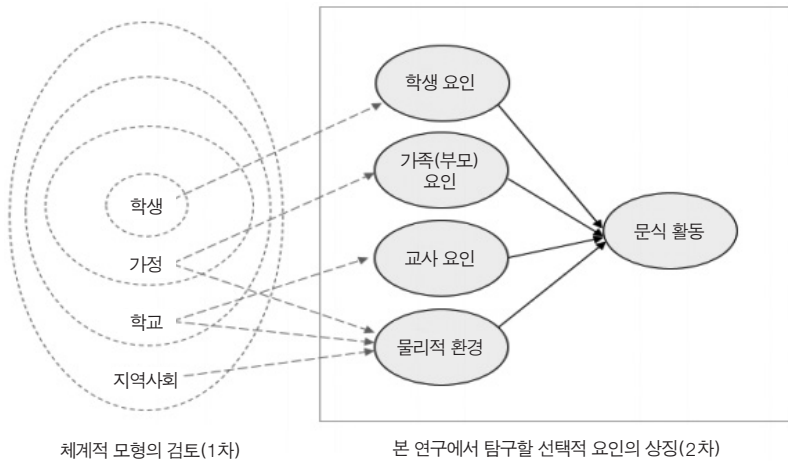 학생
가정
학교
지역사회
체계적 모형의 검토(1차)
학생 요인
가족(부모)
요인
교사 요인
물리적 환경
문식 활동
본 연구에서 탐구할 선택적 요인의 상징(2차)